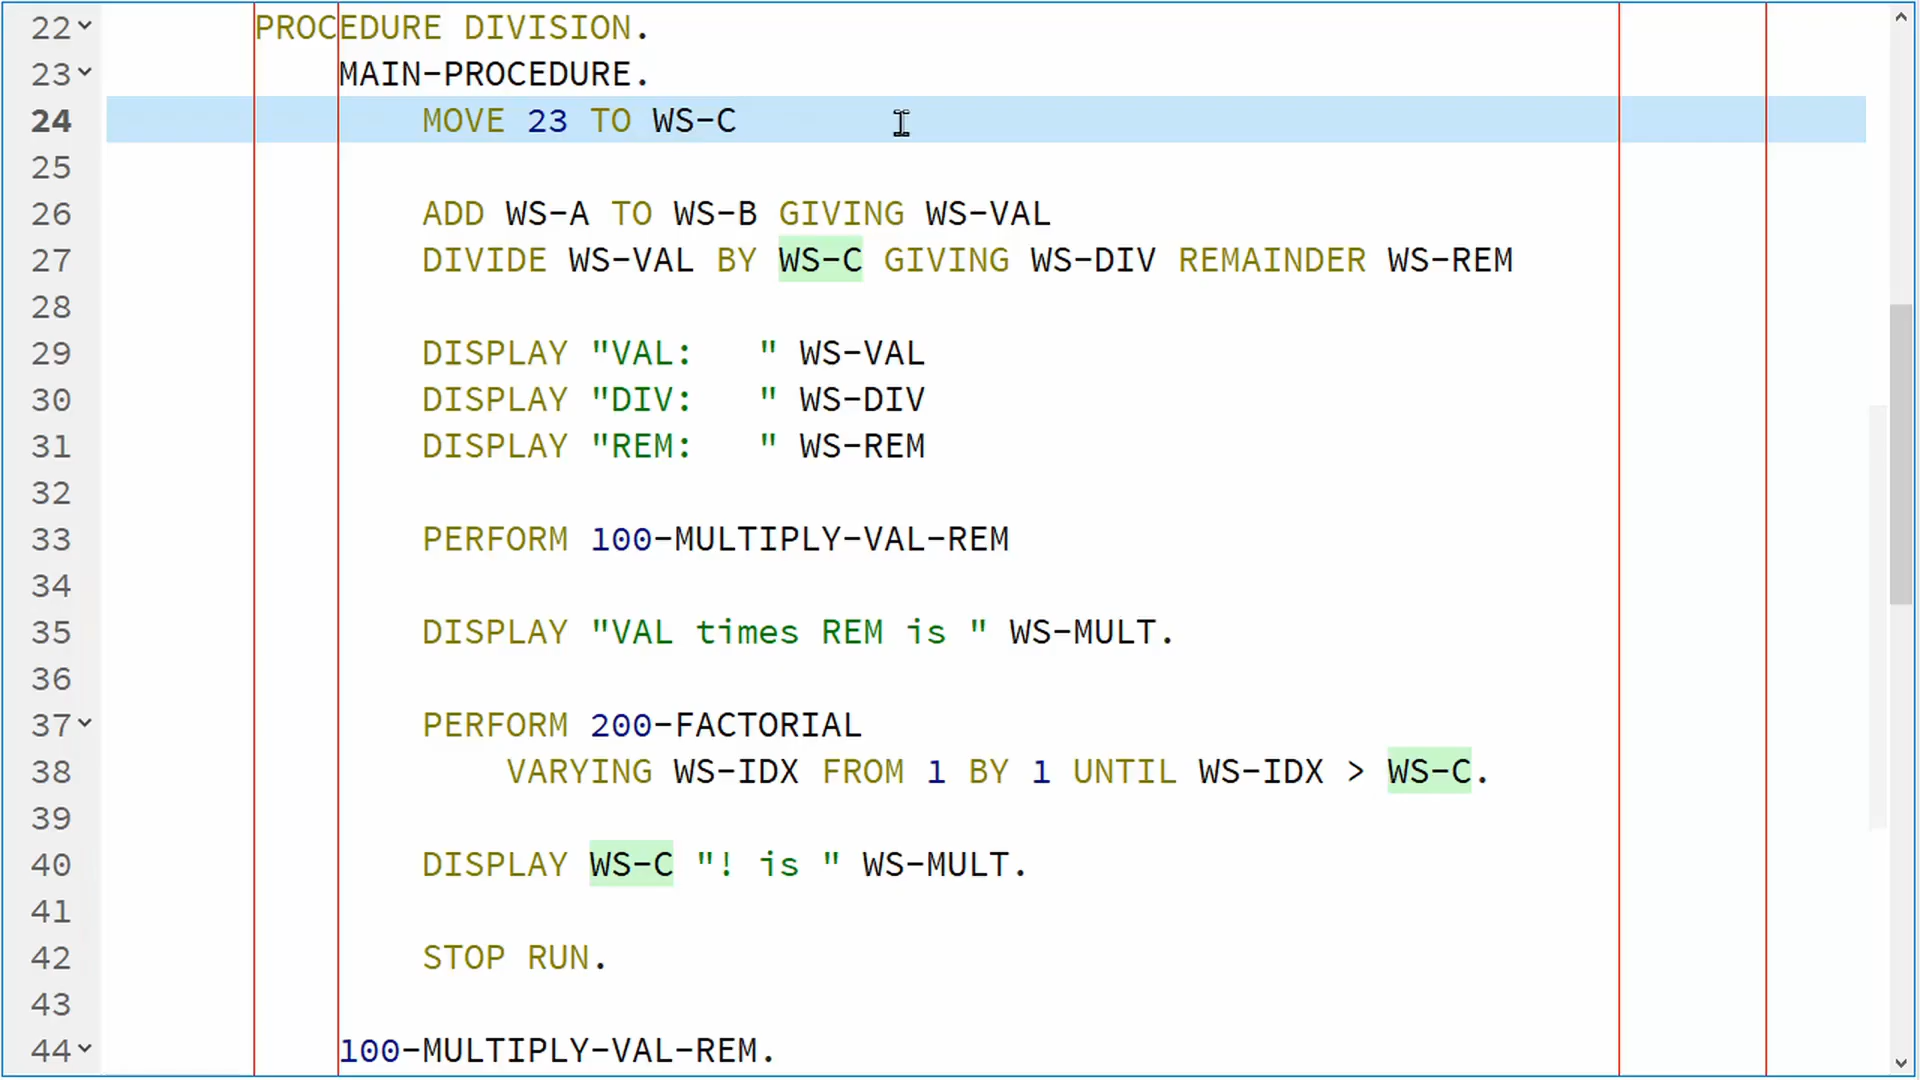 22 PROCEDURE DIVISION.
23 MAIN-PROCEDURE.
24 MOVE 23 TO WS-C
25
26 ADD WS-A TO WS-B GIVING WS-VAL
27 DIVIDE WS-VAL BY WS-C GIVING WS-DIV REMAINDER WS-REM
28
29 DISPLAY "VAL:   " WS-VAL
30 DISPLAY "DIV:   " WS-DIV
31 DISPLAY "REM:   " WS-REM
32
33 PERFORM 100-MULTIPLY-VAL-REM
34
35 DISPLAY "VAL times REM is " WS-MULT.
36
37 PERFORM 200-FACTORIAL
38 VARYING WS-IDX FROM 1 BY 1 UNTIL WS-IDX > WS-C.
39
40 DISPLAY WS-C "! is " WS-MULT.
41
42 STOP RUN.
43
44 100-MULTIPLY-VAL-REM.